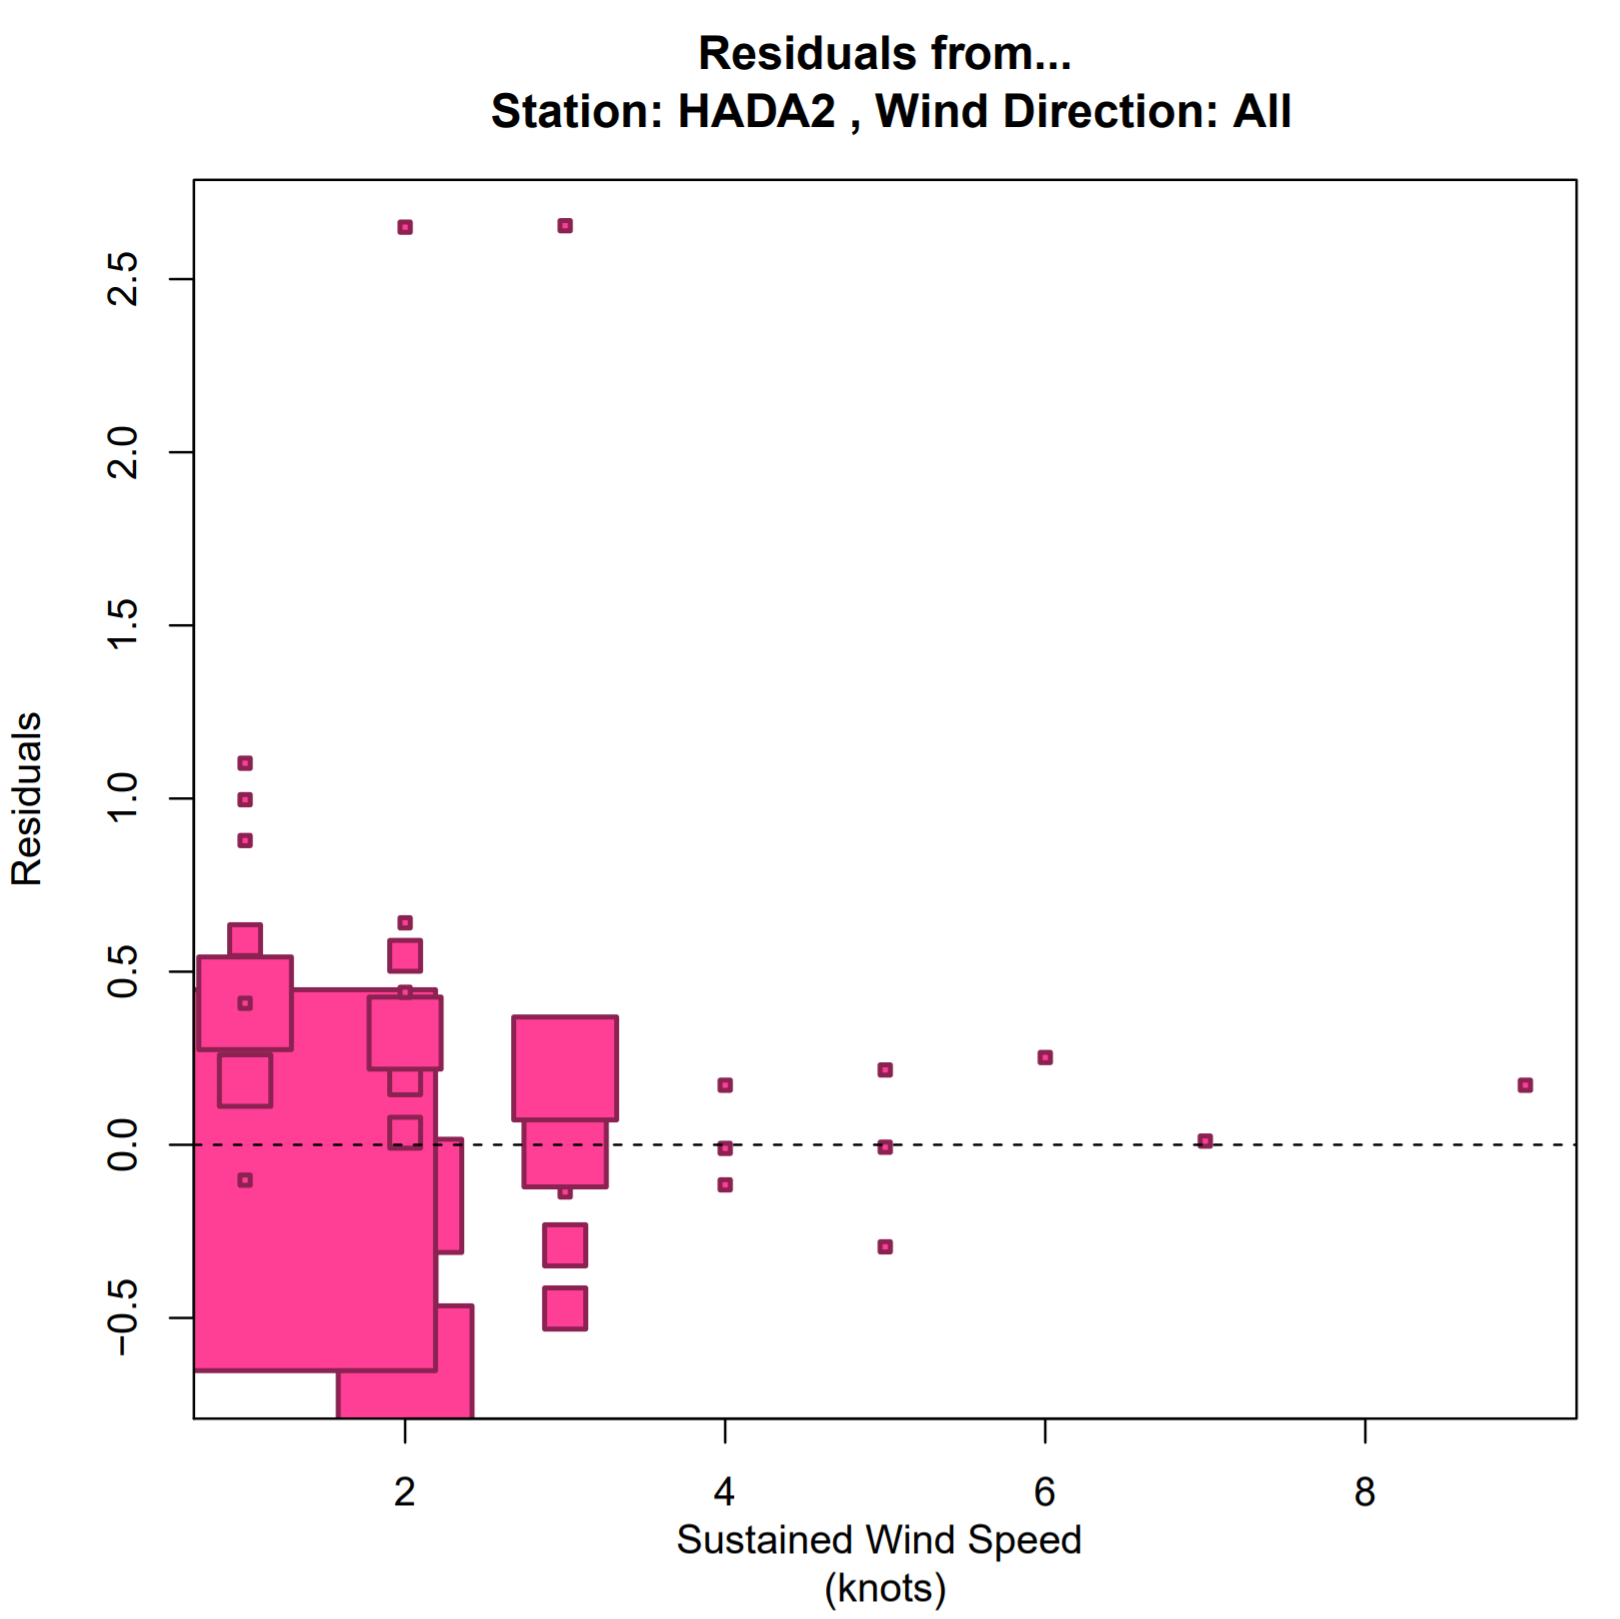 Residuals from...
Station: HADA2 , Wind Direction: All
2.5
2.0
1.5
1.0
0.5
0.0
−0.5
Residuals
2 4 6 8
Sustained Wind Speed
(knots)